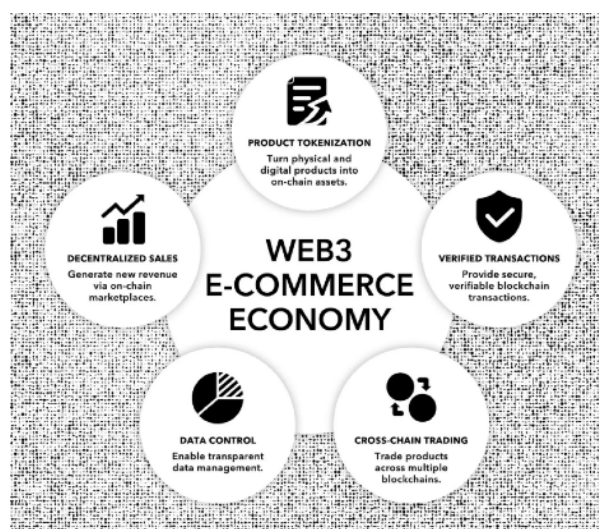 PRODUCT TOKENIZATION
Turn physical and
digital products into
on-chain assets.
DECENTRALIZED SALES
Generate new revenue
via on-chain
marketplaces.
WEB3
E-COMMERCE
ECONOMY
VERIFIED TRANSACTIONS
Provide secure,
verifiable blockchain
transactions.
DATA CONTROL
Enable transparent
data management.
CROSS-CHAIN TRADING
Trade products
across multiple
blockchains.